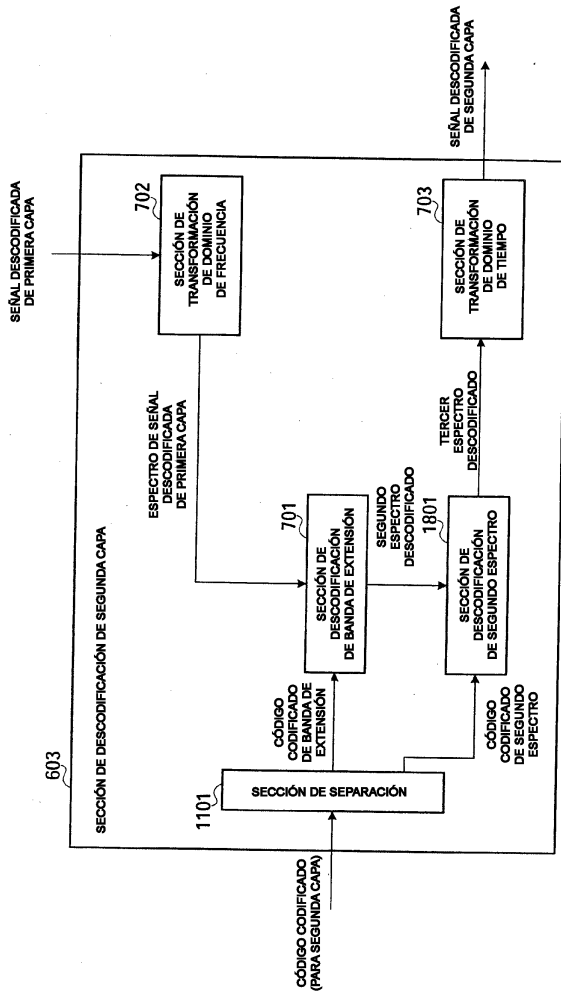 603
SECCIÓN DE DESCODIFICACIÓN DE SEGUNDA CAPA
SEÑAL DESCODIFICADA
DE PRIMERA CAPA
702
SECCIÓN DE
TRANSFORMACIÓN
DE DOMINIO
DE FRECUENCIA
ESPECTRO DE SEÑAL
DESCODIFICADA
DE PRIMERA CAPA
CÓDIGO CODIFICADO
(PARA SEGUNDA CAPA)
1101
SECCIÓN DE SEPARACIÓN
CÓDIGO
CODIFICADO
DE BANDA DE
EXTENSIÓN
701
SECCIÓN DE
DESCODIFICACIÓN
DE BANDA DE EXTENSIÓN
SEGUNDO
ESPECTRO
DESCODIFICADO
CÓDIGO
CODIFICADO
DE SEGUNDO
ESPECTRO
1801
SECCIÓN DE
DESCODIFICACIÓN
DE SEGUNDO ESPECTRO
TERCER
ESPECTRO
DESCODIFICADO
703
SECCIÓN DE
TRANSFORMACIÓN
DE DOMINIO
DE TIEMPO
SEÑAL DESCODIFICADA
DE SEGUNDA CAPA